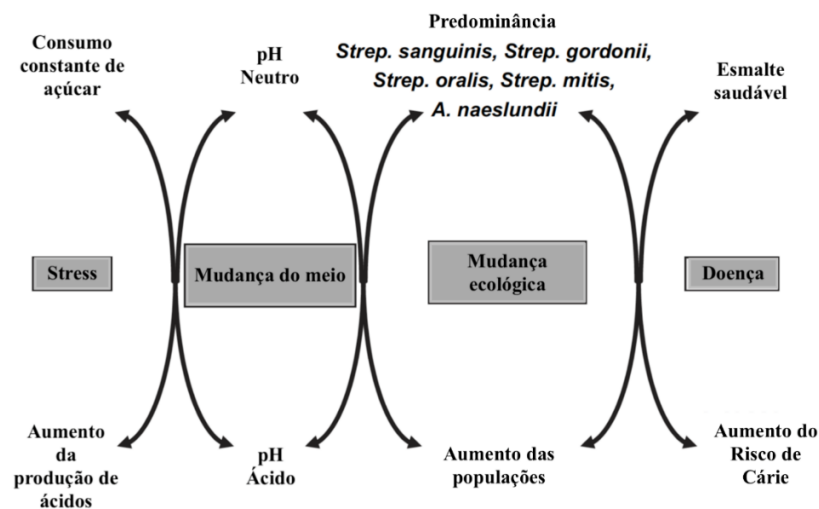 Consumo
constante de
açúcar
pH
Neutro
Predominância
Strep. sanguinis, Strep. gordonii,
Strep. oralis, Strep. mitis,
A. naeslundii
Esmalte
saudável
Stress
Mudança do meio
Mudança
ecológica
Doença
Aumento
da
produção de
ácidos
pH
Ácido
Aumento das
populações
Aumento do
Risco de
Cárie